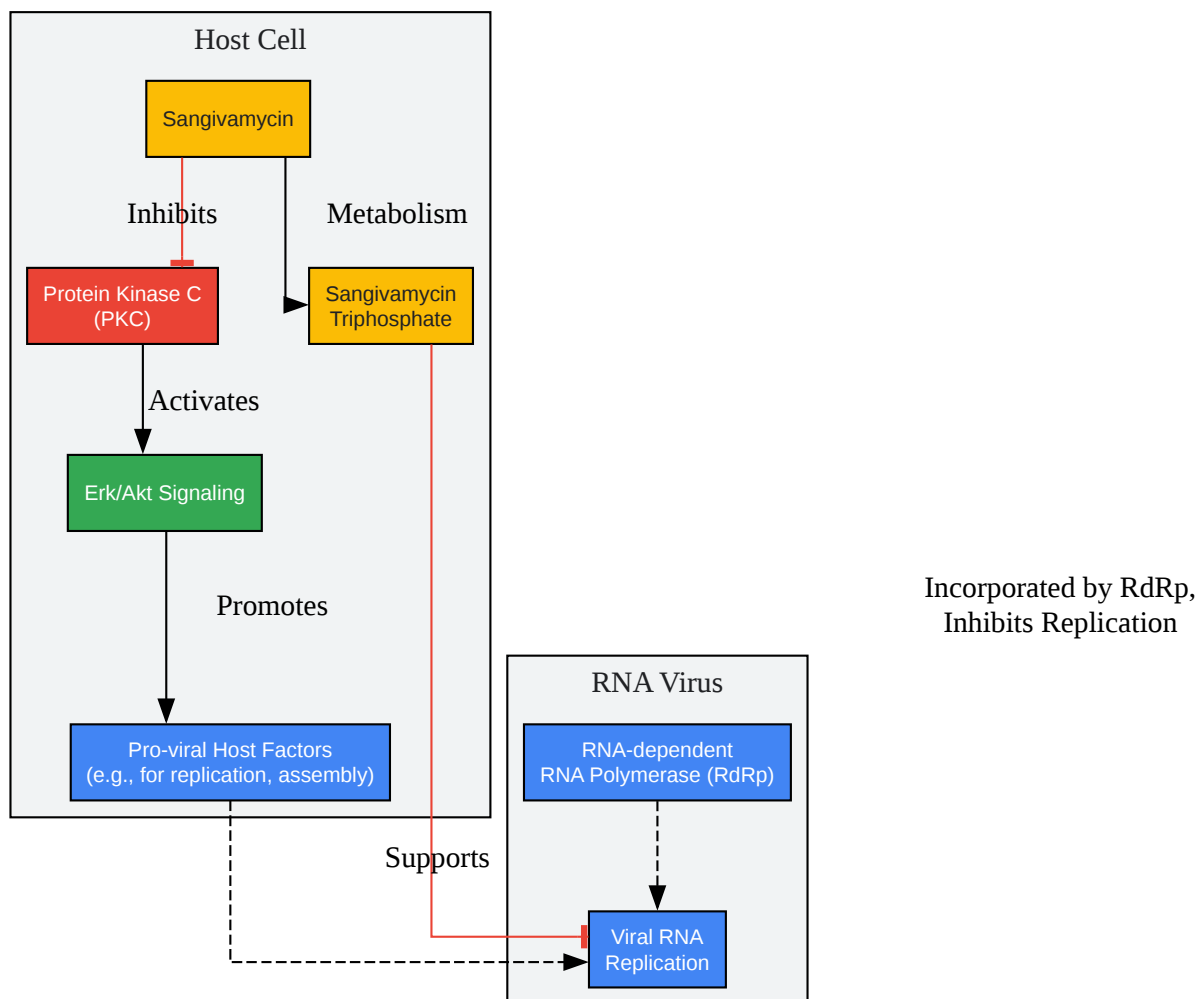 Host Cell
Sangivamycin
Inhibits
Metabolism
Protein Kinase C
(PKC)
Sangivamycin
Triphosphate
Activates
Erk/Akt Signaling
Promotes
Incorporated by RdRp,
Inhibits Replication
RNA Virus
Pro-viral Host Factors
(e.g., for replication, assembly)
RNA-dependent
RNA Polymerase (RdRp)
Supports
Viral RNA
Replication